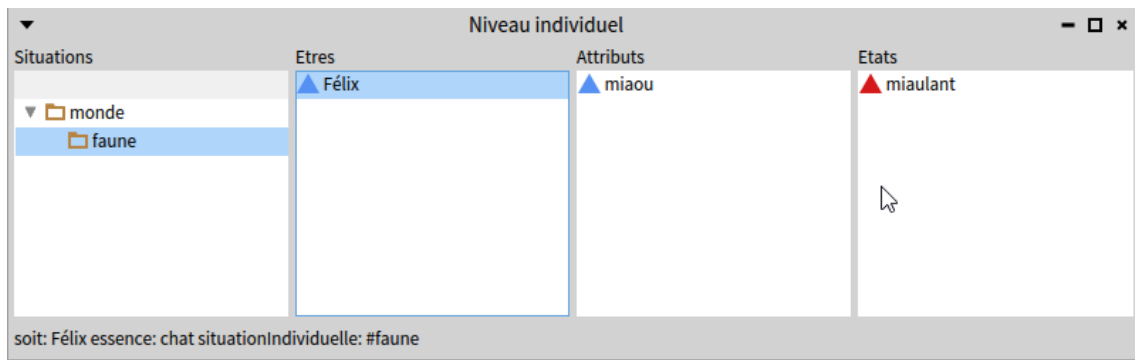 Niveau individuel
Situations Etres Attributs Etats
Félix miaou miaulant
monde
faune
soit: Félix essence: chat situationIndividuelle: #faune